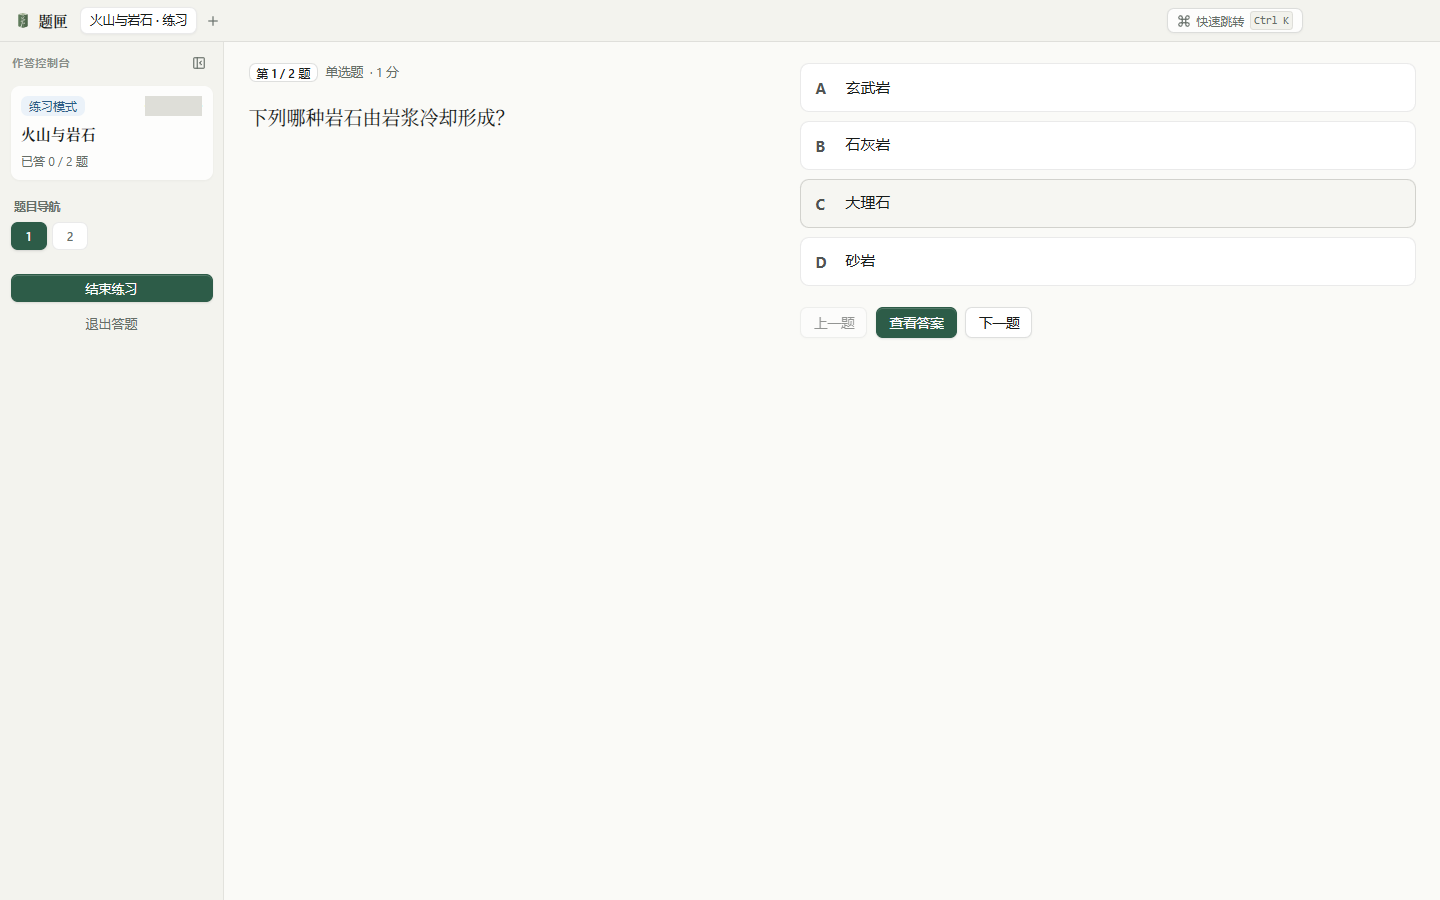 题匣
火山与岩石 · 练习
快速跳转 Ctrl K
作答控制台
练习模式
火山与岩石
已答 0 / 2 题
题目导航
1 2
结束练习
退出答题
第 1 / 2 题 单选题 · 1 分
下列哪种岩石由岩浆冷却形成?
A 玄武岩
B 石灰岩
C 大理石
D 砂岩
上一题 查看答案 下一题